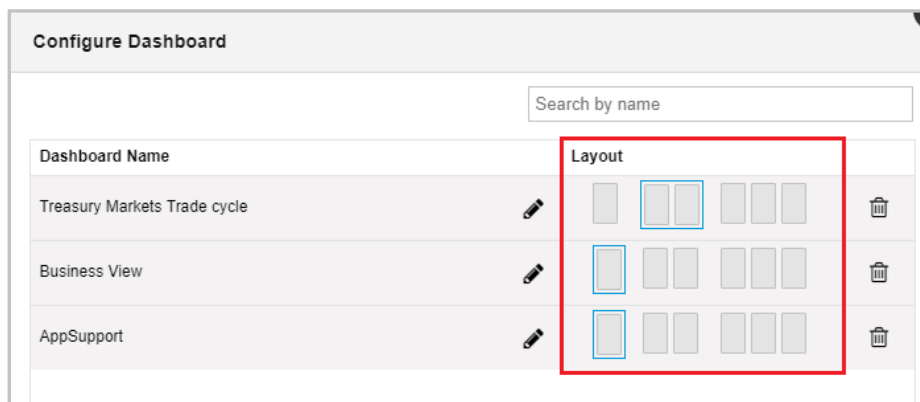 Configure Dashboard
Search by name
Dashboard Name Layout
Treasury Markets Trade cycle
Business View
AppSupport